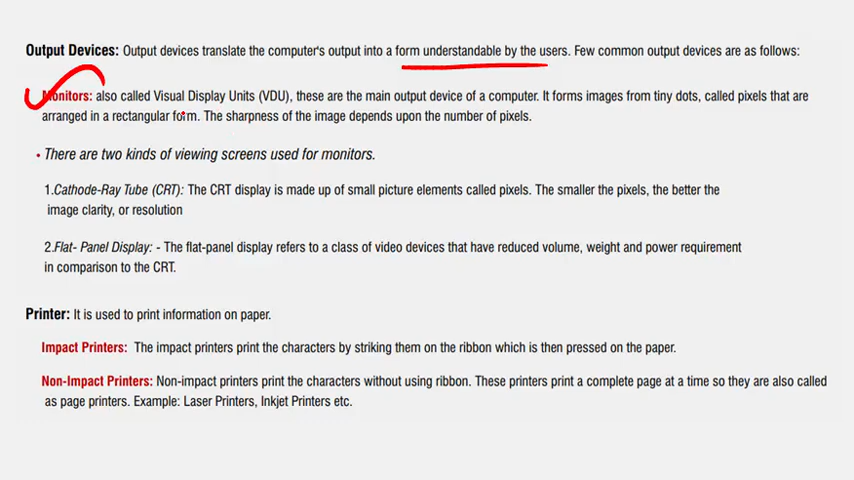 Output Devices: Output devices translate the computer's output into a form understandable by the users. Few common output devices are as follows:
Monitors: also called Visual Display Units (VDU), these are the main output device of a computer. It forms images from tiny dots, called pixels that are
arranged in a rectangular form. The sharpness of the image depends upon the number of pixels.
• There are two kinds of viewing screens used for monitors.
1.Cathode-Ray Tube (CRT): The CRT display is made up of small picture elements called pixels. The smaller the pixels, the better the
image clarity, or resolution
2.Flat- Panel Display: - The flat-panel display refers to a class of video devices that have reduced volume, weight and power requirement
in comparison to the CRT.
Printer: It is used to print information on paper.
Impact Printers: The impact printers print the characters by striking them on the ribbon which is then pressed on the paper.
Non-Impact Printers: Non-impact printers print the characters without using ribbon. These printers print a complete page at a time so they are also called
as page printers. Example: Laser Printers, Inkjet Printers etc.